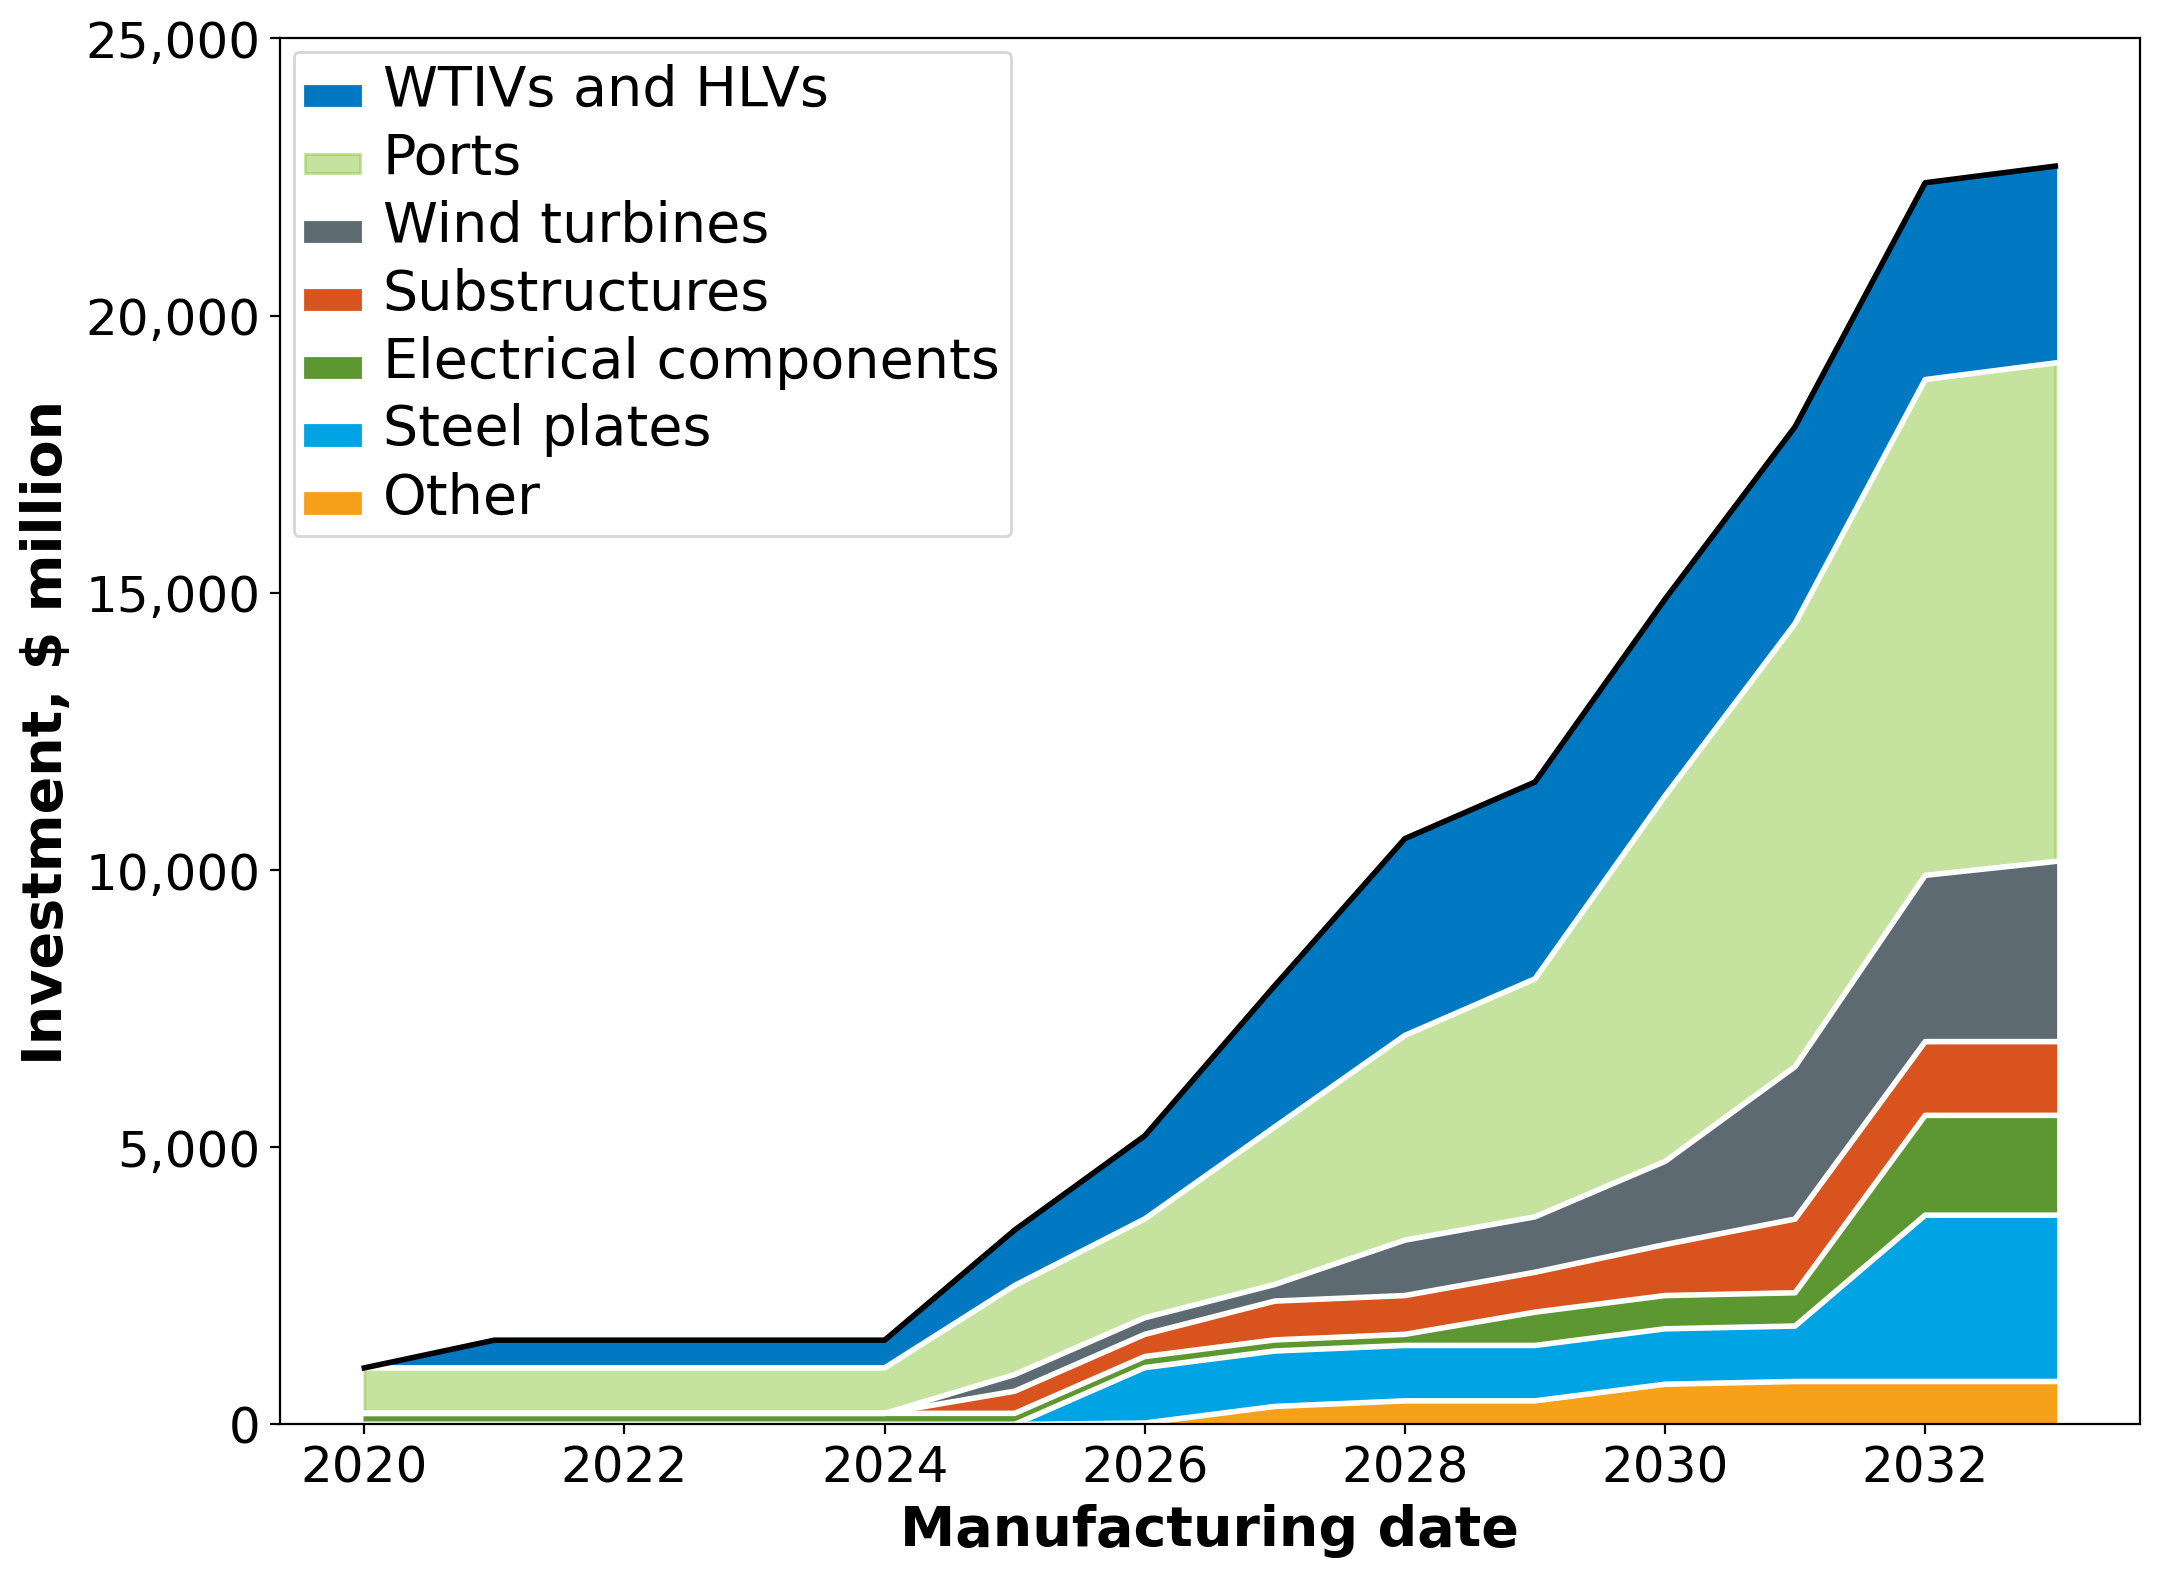 25,000
20,000
15,000
10,000
5,000
0
Investment, $ million
WTIVs and HLVs
Ports
Wind turbines
Substructures
Electrical components
Steel plates
Other
2020 2022 2024 2026 2028 2030 2032
Manufacturing date